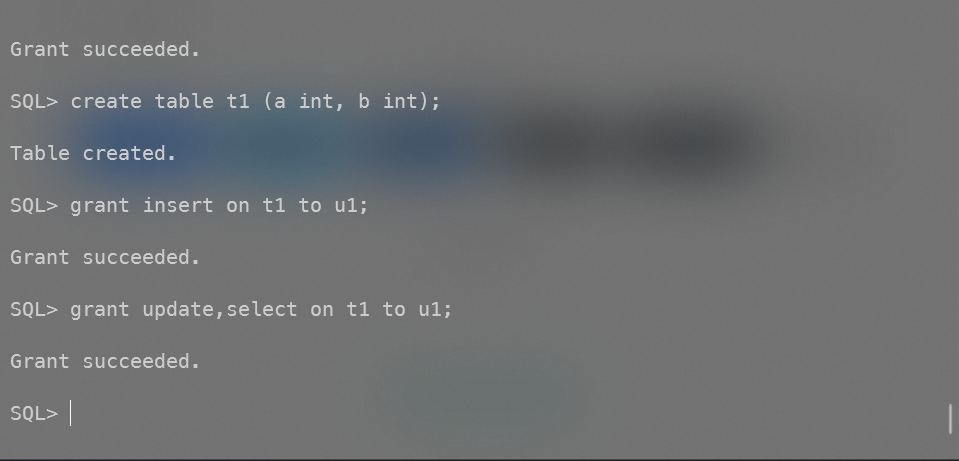 Grant succeeded.
SQL> create table t1 (a int, b int);
Table created.
SQL> grant insert on t1 to u1;
Grant succeeded.
SQL> grant update,select on t1 to u1;
Grant succeeded.
SQL>